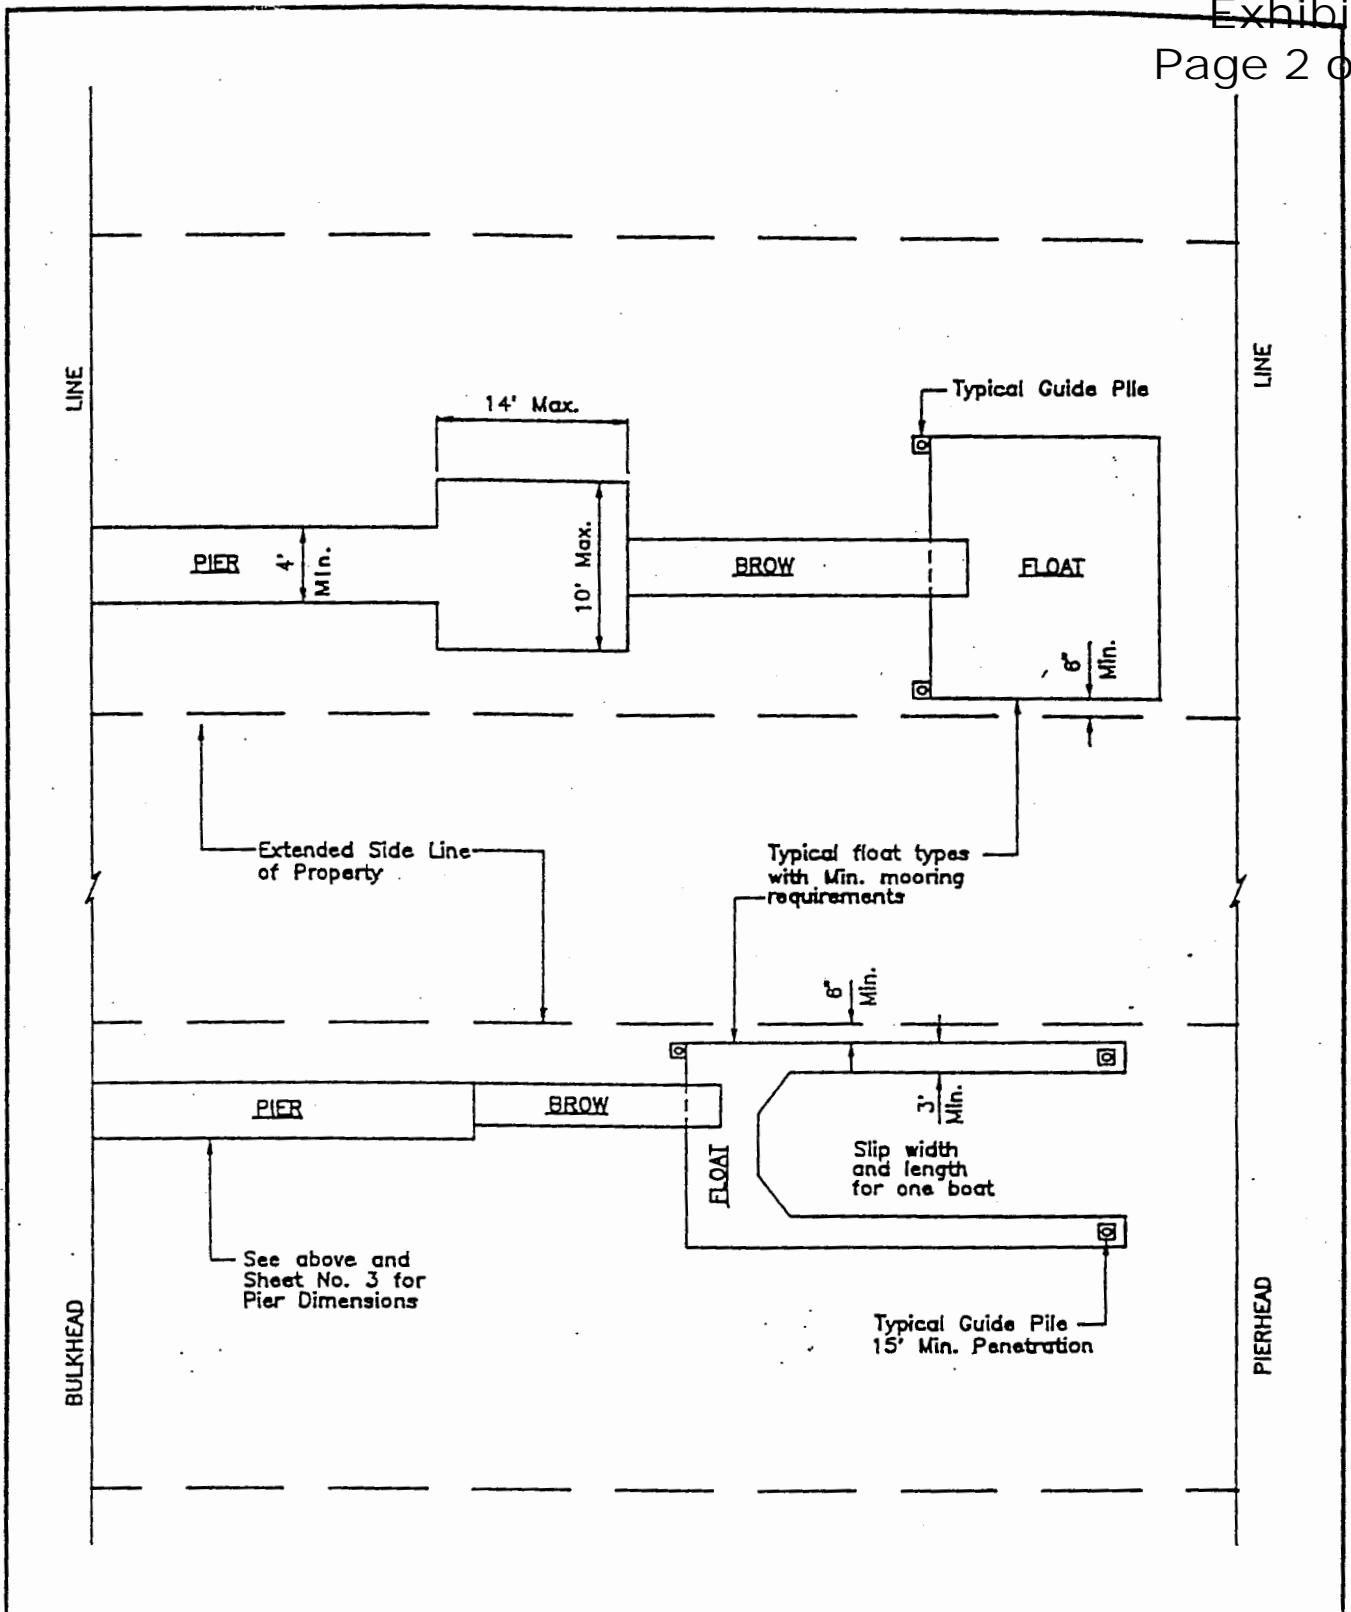 Exhibi
Page 2 o
LINE
LINE
Typical Guide Pile
14' Max.
PIER
4'
Min.
10' Max.
BROW
FLOAT
6"
Min.
Extended Side Line
of Property
Typical float types
with Min. mooring
requirements
6"
Min.
PIER
BROW
FLOAT
3'
Min.
Slip width
and length
for one boat
See above and
Sheet No. 3 for
Pier Dimensions
Typical Guide Pile
15' Min. Penetration
BULKHEAD
PIERHEAD